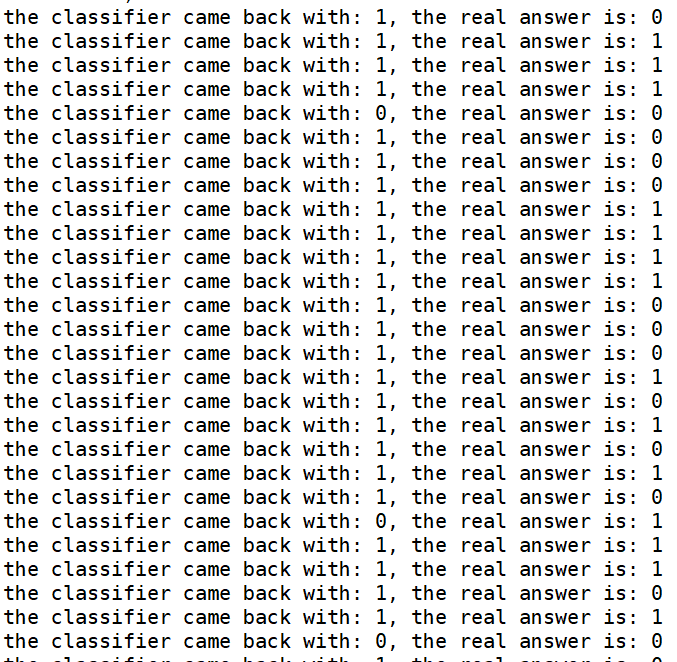 the classifier came back with: 1, the real answer is: 0
the classifier came back with: 1, the real answer is: 1
the classifier came back with: 1, the real answer is: 1
the classifier came back with: 1, the real answer is: 1
the classifier came back with: 0, the real answer is: 0
the classifier came back with: 1, the real answer is: 0
the classifier came back with: 1, the real answer is: 0
the classifier came back with: 1, the real answer is: 0
the classifier came back with: 1, the real answer is: 1
the classifier came back with: 1, the real answer is: 1
the classifier came back with: 1, the real answer is: 1
the classifier came back with: 1, the real answer is: 1
the classifier came back with: 1, the real answer is: 0
the classifier came back with: 1, the real answer is: 0
the classifier came back with: 1, the real answer is: 0
the classifier came back with: 1, the real answer is: 1
the classifier came back with: 1, the real answer is: 0
the classifier came back with: 1, the real answer is: 1
the classifier came back with: 1, the real answer is: 0
the classifier came back with: 1, the real answer is: 1
the classifier came back with: 1, the real answer is: 0
the classifier came back with: 0, the real answer is: 1
the classifier came back with: 1, the real answer is: 1
the classifier came back with: 1, the real answer is: 1
the classifier came back with: 1, the real answer is: 0
the classifier came back with: 1, the real answer is: 1
the classifier came back with: 0, the real answer is: 0